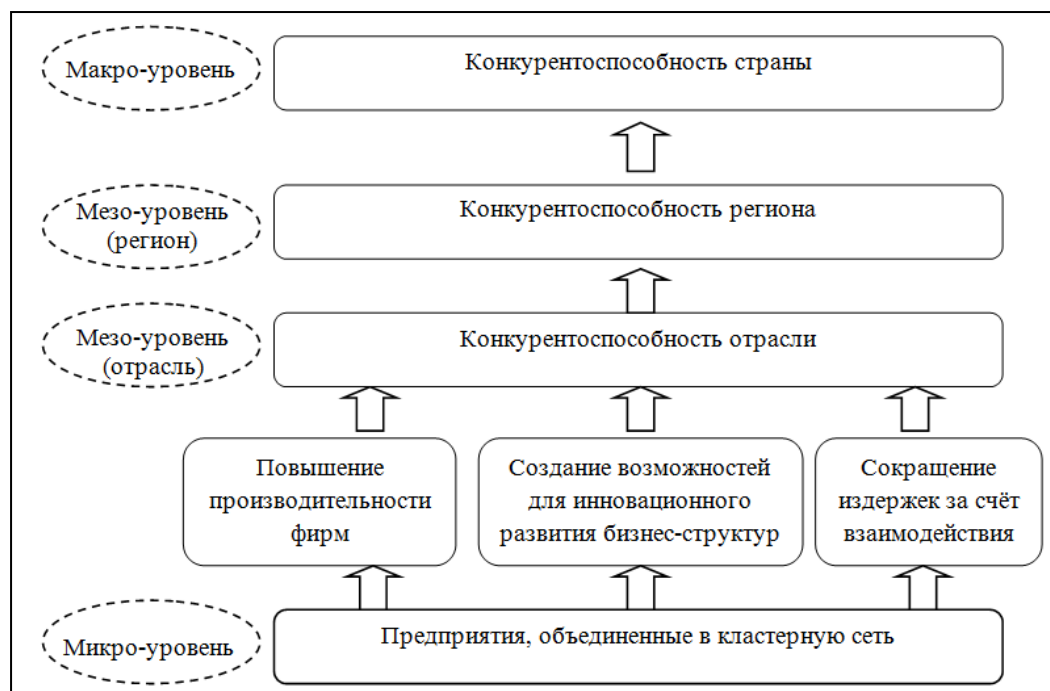 Макро-уровень
Конкурентоспособность страны
Мезо-уровень
(регион)
Конкурентоспособность региона
Мезо-уровень
(отрасль)
Конкурентоспособность отрасли
Повышение
производительности
фирм
Создание возможностей
для инновационного
развития бизнес-структур
Сокращение
издержек за счёт
взаимодействия
Микро-уровень
Предприятия, объединенные в кластерную сеть